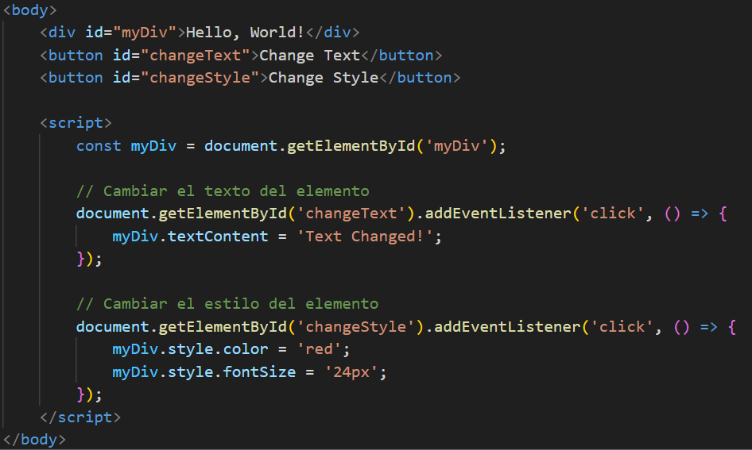 <body>
<div id="myDiv">Hello, World!</div>
<button id="changeText">Change Text</button>
<button id="changeStyle">Change Style</button>
<script>
const myDiv = document.getElementById('myDiv');
// Cambiar el texto del elemento
document.getElementById('changeText').addEventListener('click', () => {
myDiv.textContent = 'Text Changed!';
});
// Cambiar el estilo del elemento
document.getElementById('changeStyle').addEventListener('click', () => {
myDiv.style.color = 'red';
myDiv.style.fontSize = '24px';
});
</script>
</body>